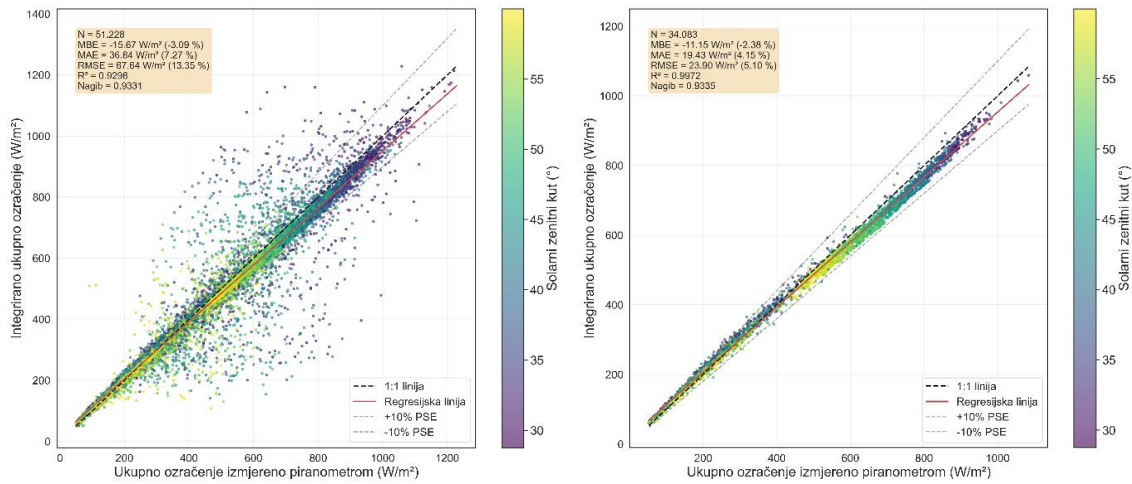 N = 51.228
MBE = -15.67 W/m² (-3.09 %)
MAE = 36.64 W/m² (7.27 %)
RMSE = 67.64 W/m² (13.35 %)
R² = 0.9296
Nagib = 0.9331
1400
1200
1000
800
600
400
200
0
Integrirano ukupno ozračenje (W/m²)
0 200 400 600 800 1000 1200
Ukupno ozračenje izmjereno piranometrom (W/m²)
1:1 linija
Regresijska linija
+10% PSE
-10% PSE
55
50
45
40
35
30
Solarni zenitni kut (°)
N = 34.083
MBE = -11.15 W/m² (-2.38 %)
MAE = 19.43 W/m² (4.15 %)
RMSE = 23.90 W/m² (5.10 %)
R² = 0.9972
Nagib = 0.9335
1200
1000
800
600
400
200
0
Integrirano ukupno ozračenje (W/m²)
0 200 400 600 800 1000
Ukupno ozračenje izmjereno piranometrom (W/m²)
1:1 linija
Regresijska linija
+10% PSE
-10% PSE
55
50
45
40
35
30
Solarni zenitni kut (°)